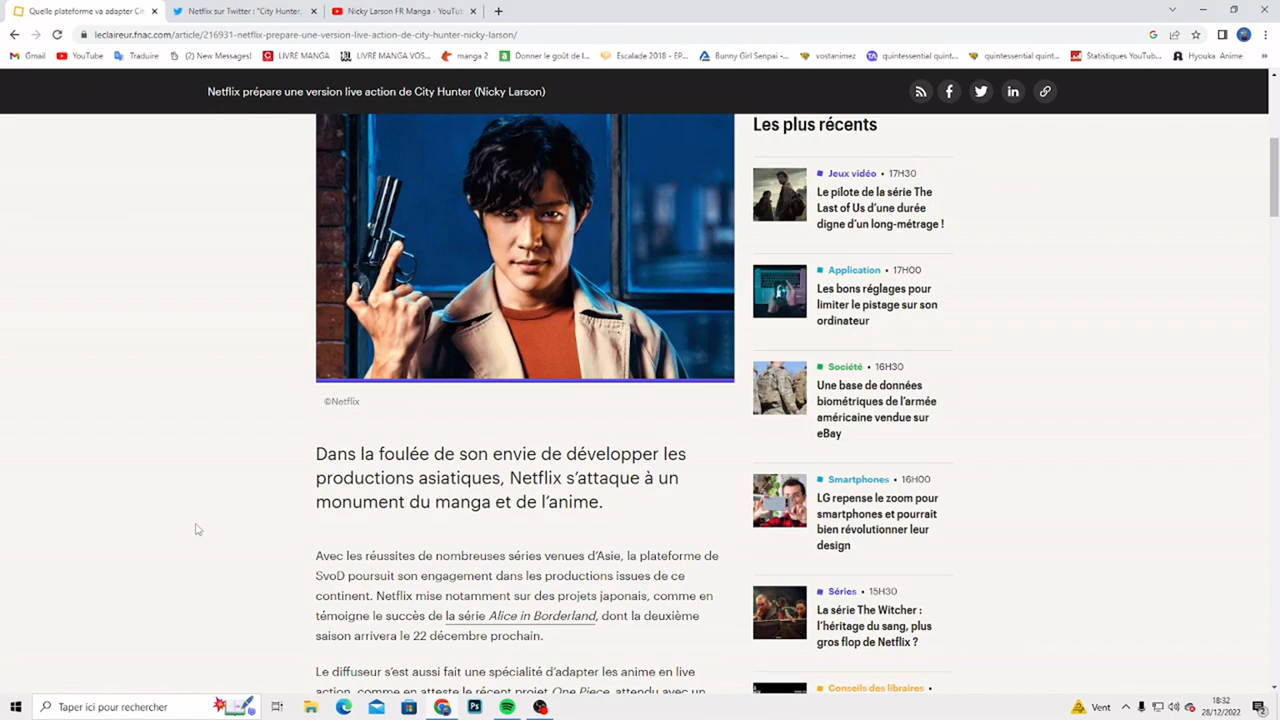 Quelle plateforme va adapter Cit
Netflix sur Twitter : "City Hunter,
Nicky Larson FR Manga - YouTub
leclaireur.fnac.com/article/216931-netflix-prepare-une-version-live-action-de-city-hunter-nicky-larson/
Gmail
YouTube
Traduire
(2) New Messages!
LIVRE MANGA
LIVRE MANGA VOS...
manga 2
Donner le goût de l...
Escalade 2018 - EP...
Bunny Girl Senpai -...
vostanimez
quintessential quint...
quintessential quint...
Statistiques YouTub...
Hyouka Anime
Netflix prépare une version live action de City Hunter (Nicky Larson)
©Netflix
Dans la foulée de son envie de développer les
productions asiatiques, Netflix s'attaque à un
monument du manga et de l'anime.
Avec les réussites de nombreuses séries venues d'Asie, la plateforme de
SvoD poursuit son engagement dans les productions issues de ce
continent. Netflix mise notamment sur des projets japonais, comme en
témoigne le succès de la série Alice in Borderland, dont la deuxième
saison arrivera le 22 décembre prochain.
Le diffuseur s'est aussi fait une spécialité d'adapter les anime en live
action, comme en atteste le récent projet One Piece, attendu avec un
Les plus récents
Jeux vidéo • 17H30
Le pilote de la série The
Last of Us d'une durée
digne d'un long-métrage !
Application • 17H00
Les bons réglages pour
limiter le pistage sur son
ordinateur
Société • 16H30
Une base de données
biométriques de l'armée
américaine vendue sur
eBay
Smartphones • 16H00
LG repense le zoom pour
smartphones et pourrait
bien révolutionner leur
design
Séries • 15H30
La série The Witcher :
l'héritage du sang, plus
gros flop de Netflix ?
Conseils des libraires •
Taper ici pour rechercher
Vent
18:32
28/12/2022